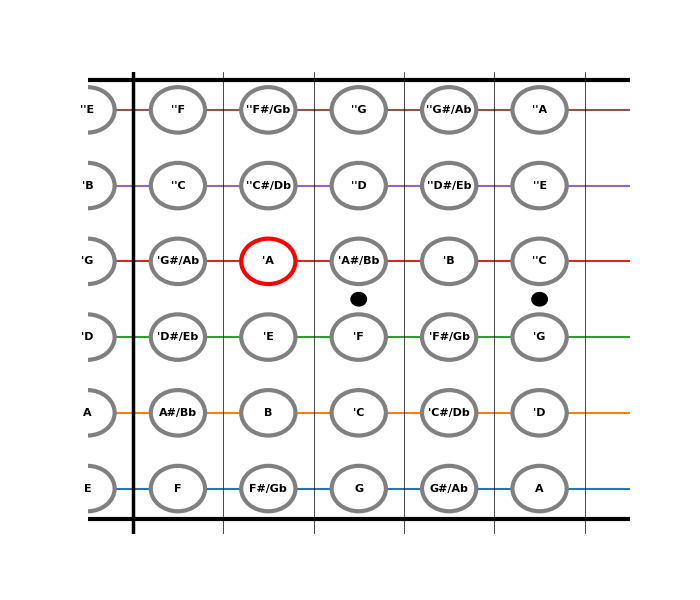 ''E ''F ''F#/Gb ''G ''G#/Ab ''A
'B ''C ''C#/Db ''D ''D#/Eb ''E
'G 'G#/Ab 'A 'A#/Bb 'B ''C
'D 'D#/Eb 'E 'F 'F#/Gb 'G
A A#/Bb B 'C 'C#/Db 'D
E F F#/Gb G G#/Ab A